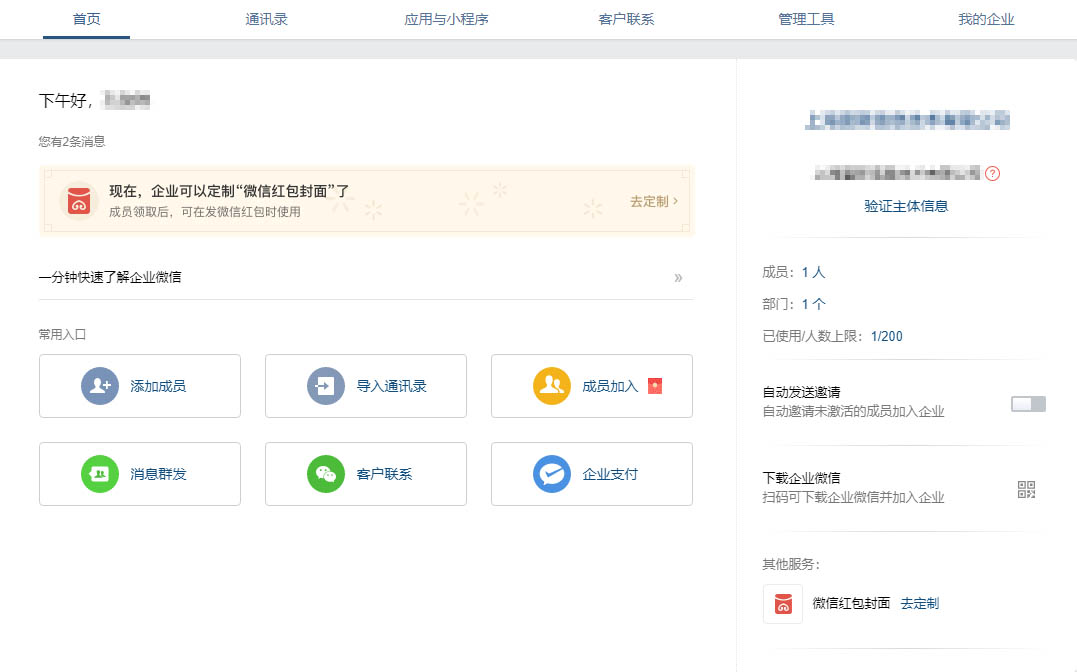 首页 通讯录 应用与小程序 客户联系 管理工具 我的企业
下午好，
您有2条消息
现在，企业可以定制“微信红包封面”了
成员领取后，可在发微信红包时使用
去定制 ›
一分钟快速了解企业微信 »
常用入口
添加成员 导入通讯录 成员加入
消息群发 客户联系 企业支付
?
验证主体信息
成员：1 人
部门：1 个
已使用/人数上限：1/200
自动发送邀请
自动邀请未激活的成员加入企业
下载企业微信
扫码可下载企业微信并加入企业
其他服务：
微信红包封面 去定制